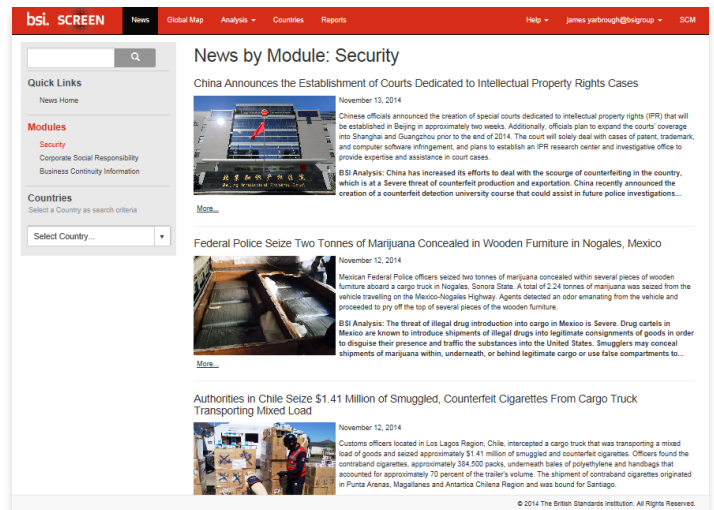 bsi. SCREEN News Global Map Analysis Countries Reports Help james yarbrough@bsigroup SCM
News by Module: Security
Quick Links
News Home
Modules
Security
Corporate Social Responsibility
Business Continuity Information
Countries
Select a Country as search criteria
Select Country...
China Announces the Establishment of Courts Dedicated to Intellectual Property Rights Cases
November 13, 2014
Chinese officials announced the creation of special courts dedicated to intellectual property rights (IPR) that will
be established in Beijing in approximately two weeks. Additionally, officials plan to expand the courts' coverage
into Shanghai and Guangzhou prior to the end of 2014. The court will solely deal with cases of patent, trademark,
and computer software infringement, and plans to establish an IPR research center and investigative office to
provide expertise and assistance in court cases.
BSI Analysis: China has increased its efforts to deal with the scourge of counterfeiting in the country,
which is at a Severe threat of counterfeit production and exportation. China recently announced the
creation of a counterfeit detection university course that could assist in future police investigations...
北京知识产权法院
Beijing Intellectual Property Court
More...
Federal Police Seize Two Tonnes of Marijuana Concealed in Wooden Furniture in Nogales, Mexico
November 12, 2014
Mexican Federal Police officers seized two tonnes of marijuana concealed within several pieces of wooden
furniture aboard a cargo truck in Nogales, Sonora State. A total of 2.24 tonnes of marijuana was seized from the
vehicle travelling on the Mexico-Nogales Highway. Agents detected an odor emanating from the vehicle and
proceeded to pry off the top of several pieces of the wooden furniture.
BSI Analysis: The threat of illegal drug introduction into cargo in Mexico is Severe. Drug cartels in
Mexico are known to introduce shipments of illegal drugs into legitimate consignments of goods in order
to disguise their presence and traffic the substances into the United States. Smugglers may conceal
shipments of marijuana within, underneath, or behind legitimate cargo or use false compartments to...
More...
Authorities in Chile Seize $1.41 Million of Smuggled, Counterfeit Cigarettes From Cargo Truck
Transporting Mixed Load
November 12, 2014
Customs officers located in Los Lagos Region, Chile, intercepted a cargo truck that was transporting a mixed
load of goods and seized approximately $1.41 million of smuggled and counterfeit cigarettes. Officers found the
contraband cigarettes, approximately 384,500 packs, underneath bales of polyethylene and handbags that
accounted for approximately 70 percent of the trailer's volume. The shipment of contraband cigarettes originated
in Punta Arenas, Magallanes and Antartica Chilena Region and was bound for Santiago.
© 2014 The British Standards Institution. All Rights Reserved.